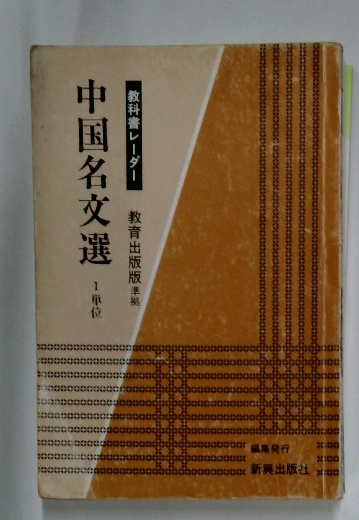 教科書レーダー
中国名文選
1単位
教育出版版準拠
編集発行
新興出版社